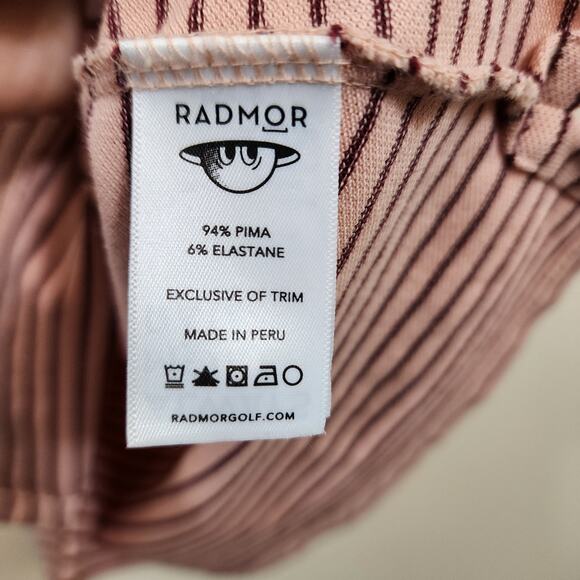 RADMOR
94% PIMA
6% ELASTANE
EXCLUSIVE OF TRIM
MADE IN PERU
RADMORGOLF.COM